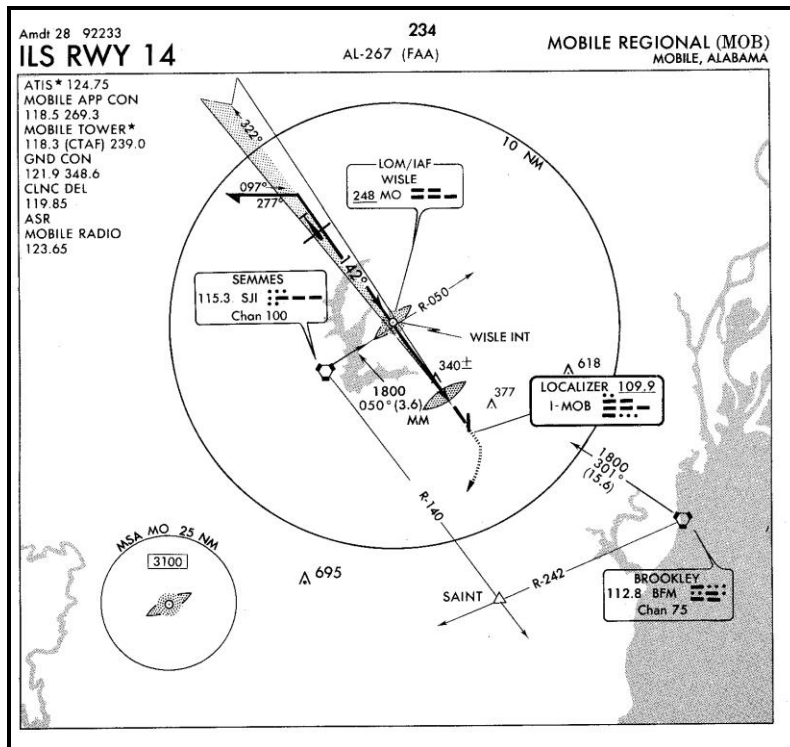 Amdt 28 92233
234
ILS RWY 14
AL-267 (FAA)
MOBILE REGIONAL (MOB)
MOBILE, ALABAMA
ATIS* 124.75
MOBILE APP CON
118.5 269.3
MOBILE TOWER*
118.3 (CTAF) 239.0
GND CON
121.9 348.6
CLNC DEL
119.85
ASR
MOBILE RADIO
123.65
322°
10 NM
LOM/IAF
WISLE
248 MO
097°
277°
142°
SEMMES
115.3 SJI
Chan 100
R-050
WISLE INT
1800
050° (3.6)
MM
340±
377
618
LOCALIZER 109.9
I-MOB
1800
301°
(15.6)
R-140
MSA MO 25 NM
3100
695
SAINT
R-242
BROOKLEY
112.8 BFM
Chan 75